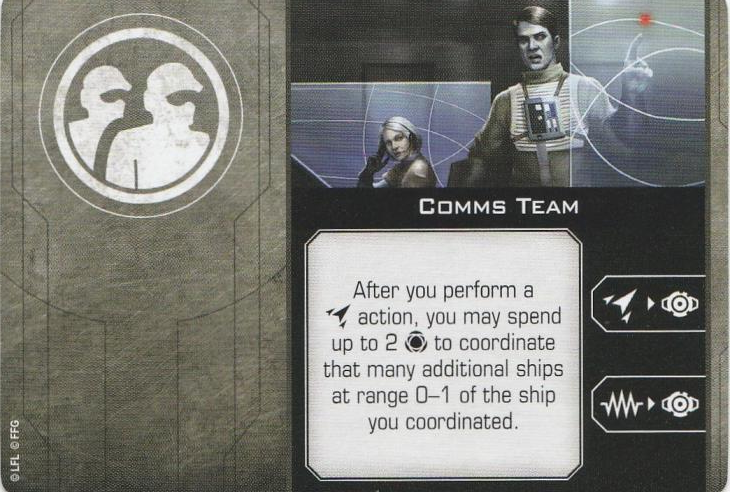 Comms Team
After you perform a
action, you may spend
up to 2 to coordinate
that many additional ships
at range 0–1 of the ship
you coordinated.
©LFL ©FFG